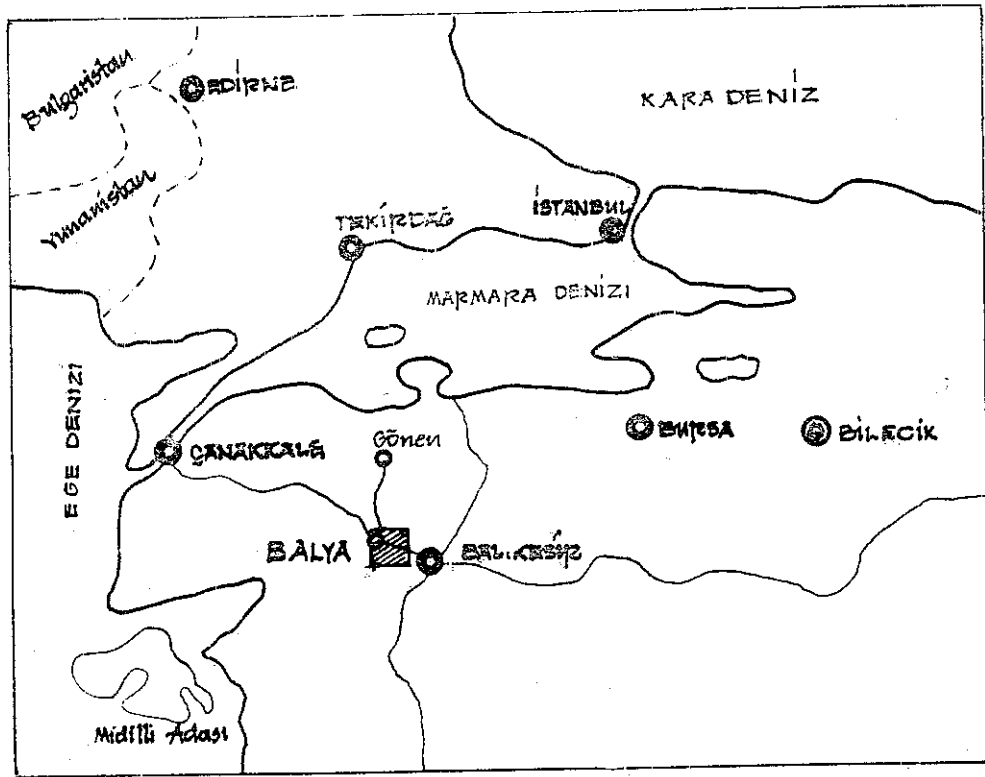 Bulgaristan
EDİRNE
KARA DENİZ
Yunanistan
TEKİRDAĞ
İSTANBUL
MARMARA DENİZİ
EGE DENİZİ
ÇANAKKALE
Gönen
BURSA
BİLECİK
BALYA
BALIKESİR
Midilli Adası